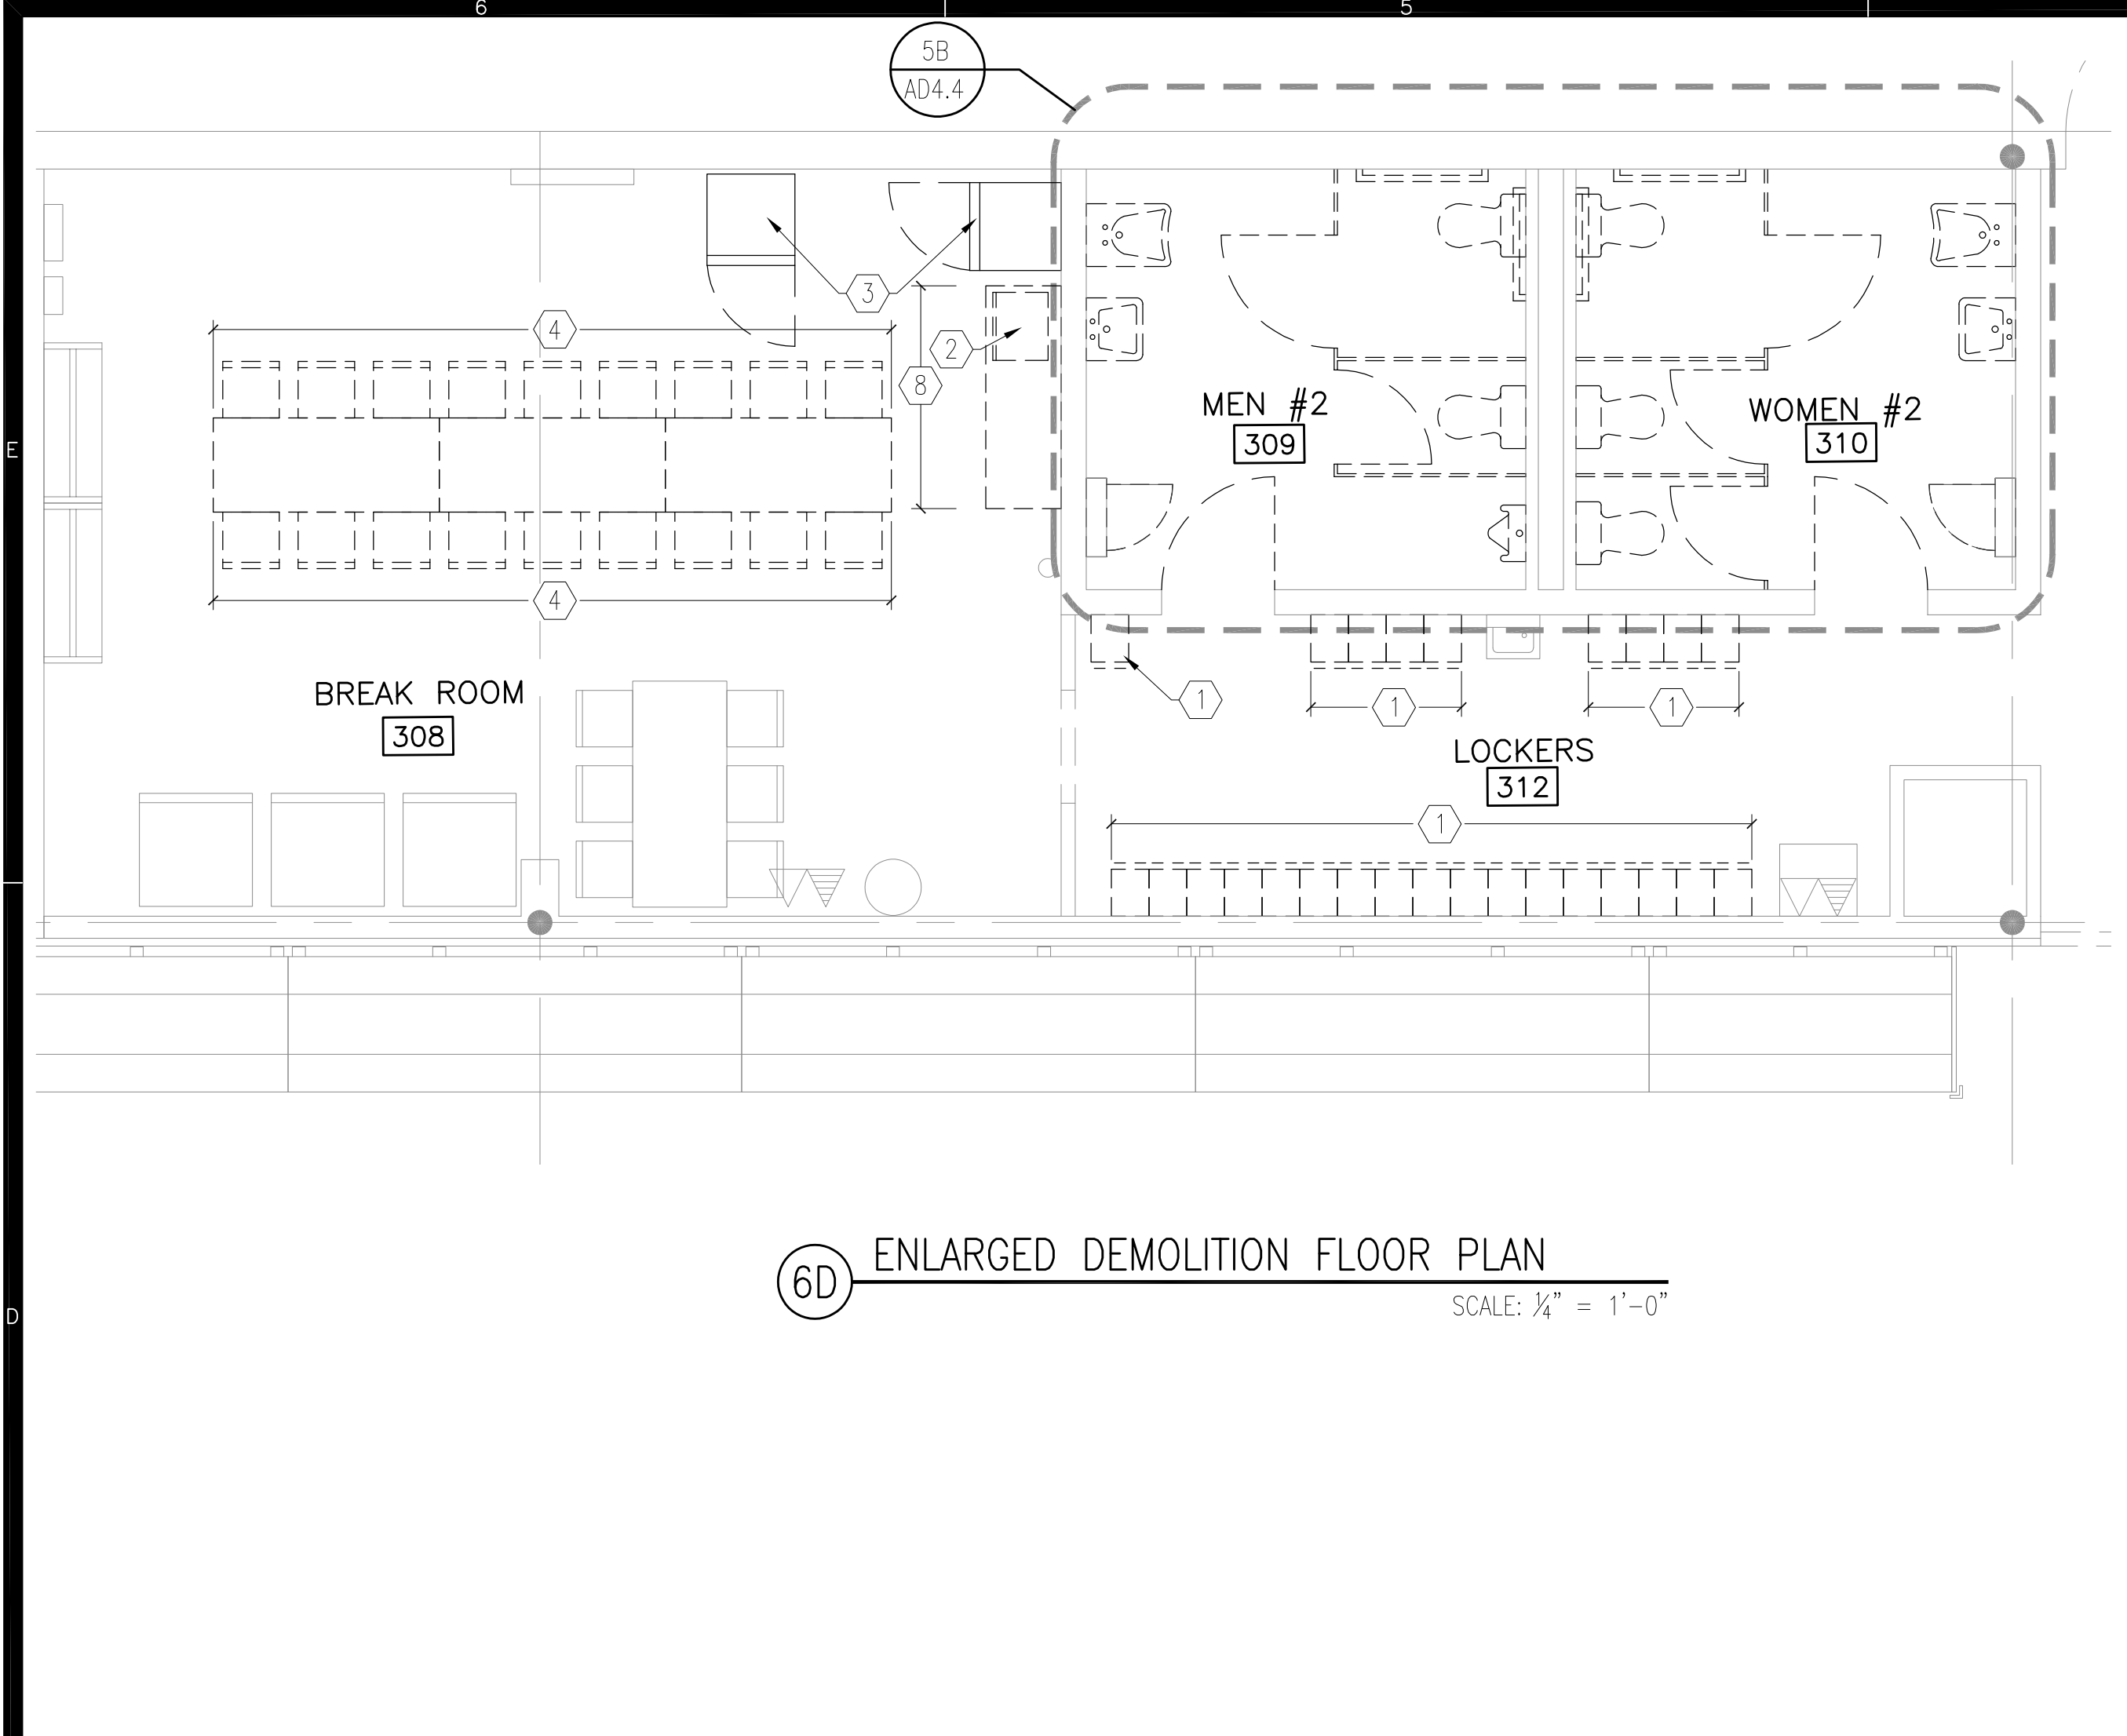 6
5
5B
AD4.4
3
4
2
8
MEN #2
309
WOMEN #2
310
E
4
BREAK ROOM
308
1
1
1
LOCKERS
312
1
6D
ENLARGED DEMOLITION FLOOR PLAN
SCALE: ¼" = 1'-0"
D